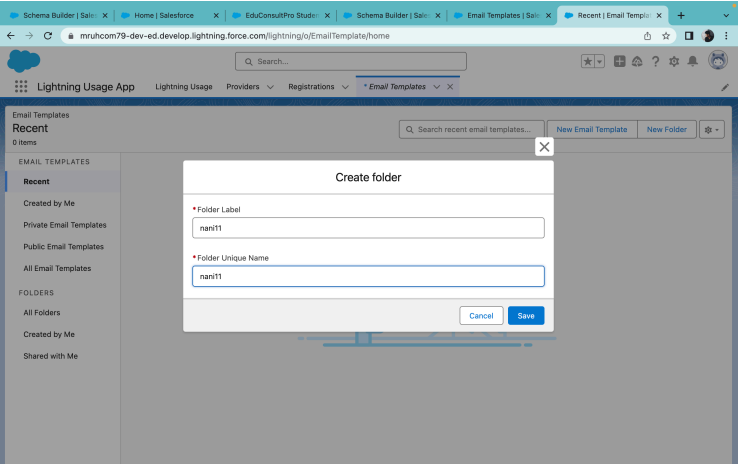 Schema Builder | Sales
Home | Salesforce
EduConsultPro Studen
Schema Builder | Sales
Email Templates | Sale
Recent | Email Templat
mruhcom79-dev-ed.develop.lightning.force.com/lightning/o/EmailTemplate/home
Search...
Lightning Usage App
Lightning Usage
Providers
Registrations
* Email Templates
Email Templates
Recent
0 items
Search recent email templates...
New Email Template
New Folder
EMAIL TEMPLATES
Recent
Created by Me
Private Email Templates
Public Email Templates
All Email Templates
FOLDERS
All Folders
Created by Me
Shared with Me
Create folder
* Folder Label
nani11
* Folder Unique Name
nani11
Cancel
Save